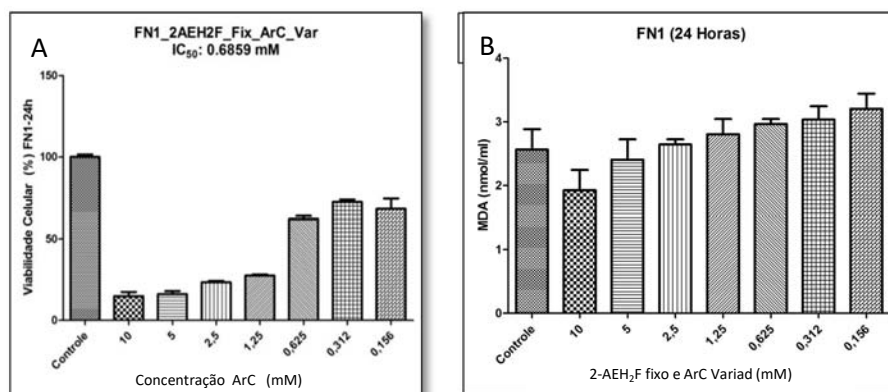 A
FN1_2AEH2F_Fix_ArC_Var
IC50: 0.6859 mM
Viabilidade Celular (%) FN1-24h
150
100
50
0
Controle
10
5
2,5
1,25
0,625
0,312
0,156
Concentração ArC (mM)
B
FN1 (24 Horas)
MDA (nmol/ml)
4
3
2
1
0
Controle
10
5
2,5
1,25
0,625
0,312
0,156
2-AEH₂F fixo e ArC Variad (mM)